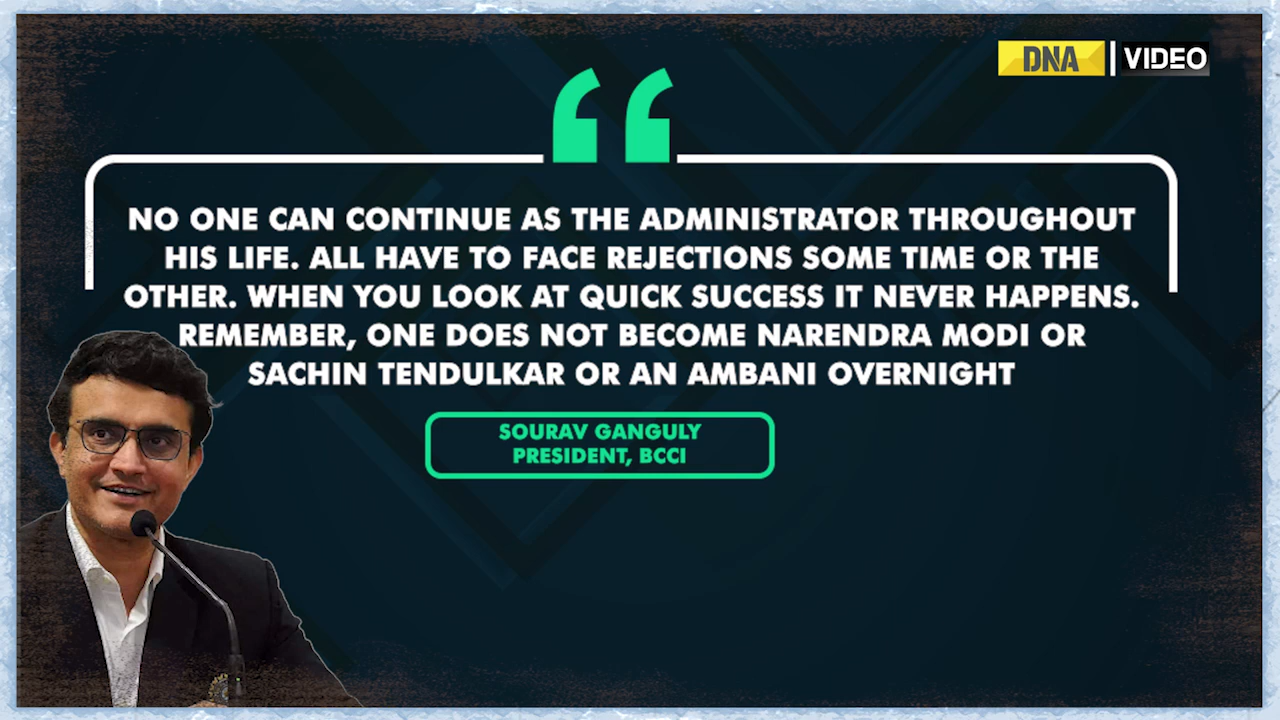 DNA VIDEO
NO ONE CAN CONTINUE AS THE ADMINISTRATOR THROUGHOUT
HIS LIFE. ALL HAVE TO FACE REJECTIONS SOME TIME OR THE
OTHER. WHEN YOU LOOK AT QUICK SUCCESS IT NEVER HAPPENS.
REMEMBER, ONE DOES NOT BECOME NARENDRA MODI OR
SACHIN TENDULKAR OR AN AMBANI OVERNIGHT
SOURAV GANGULY
PRESIDENT, BCCI